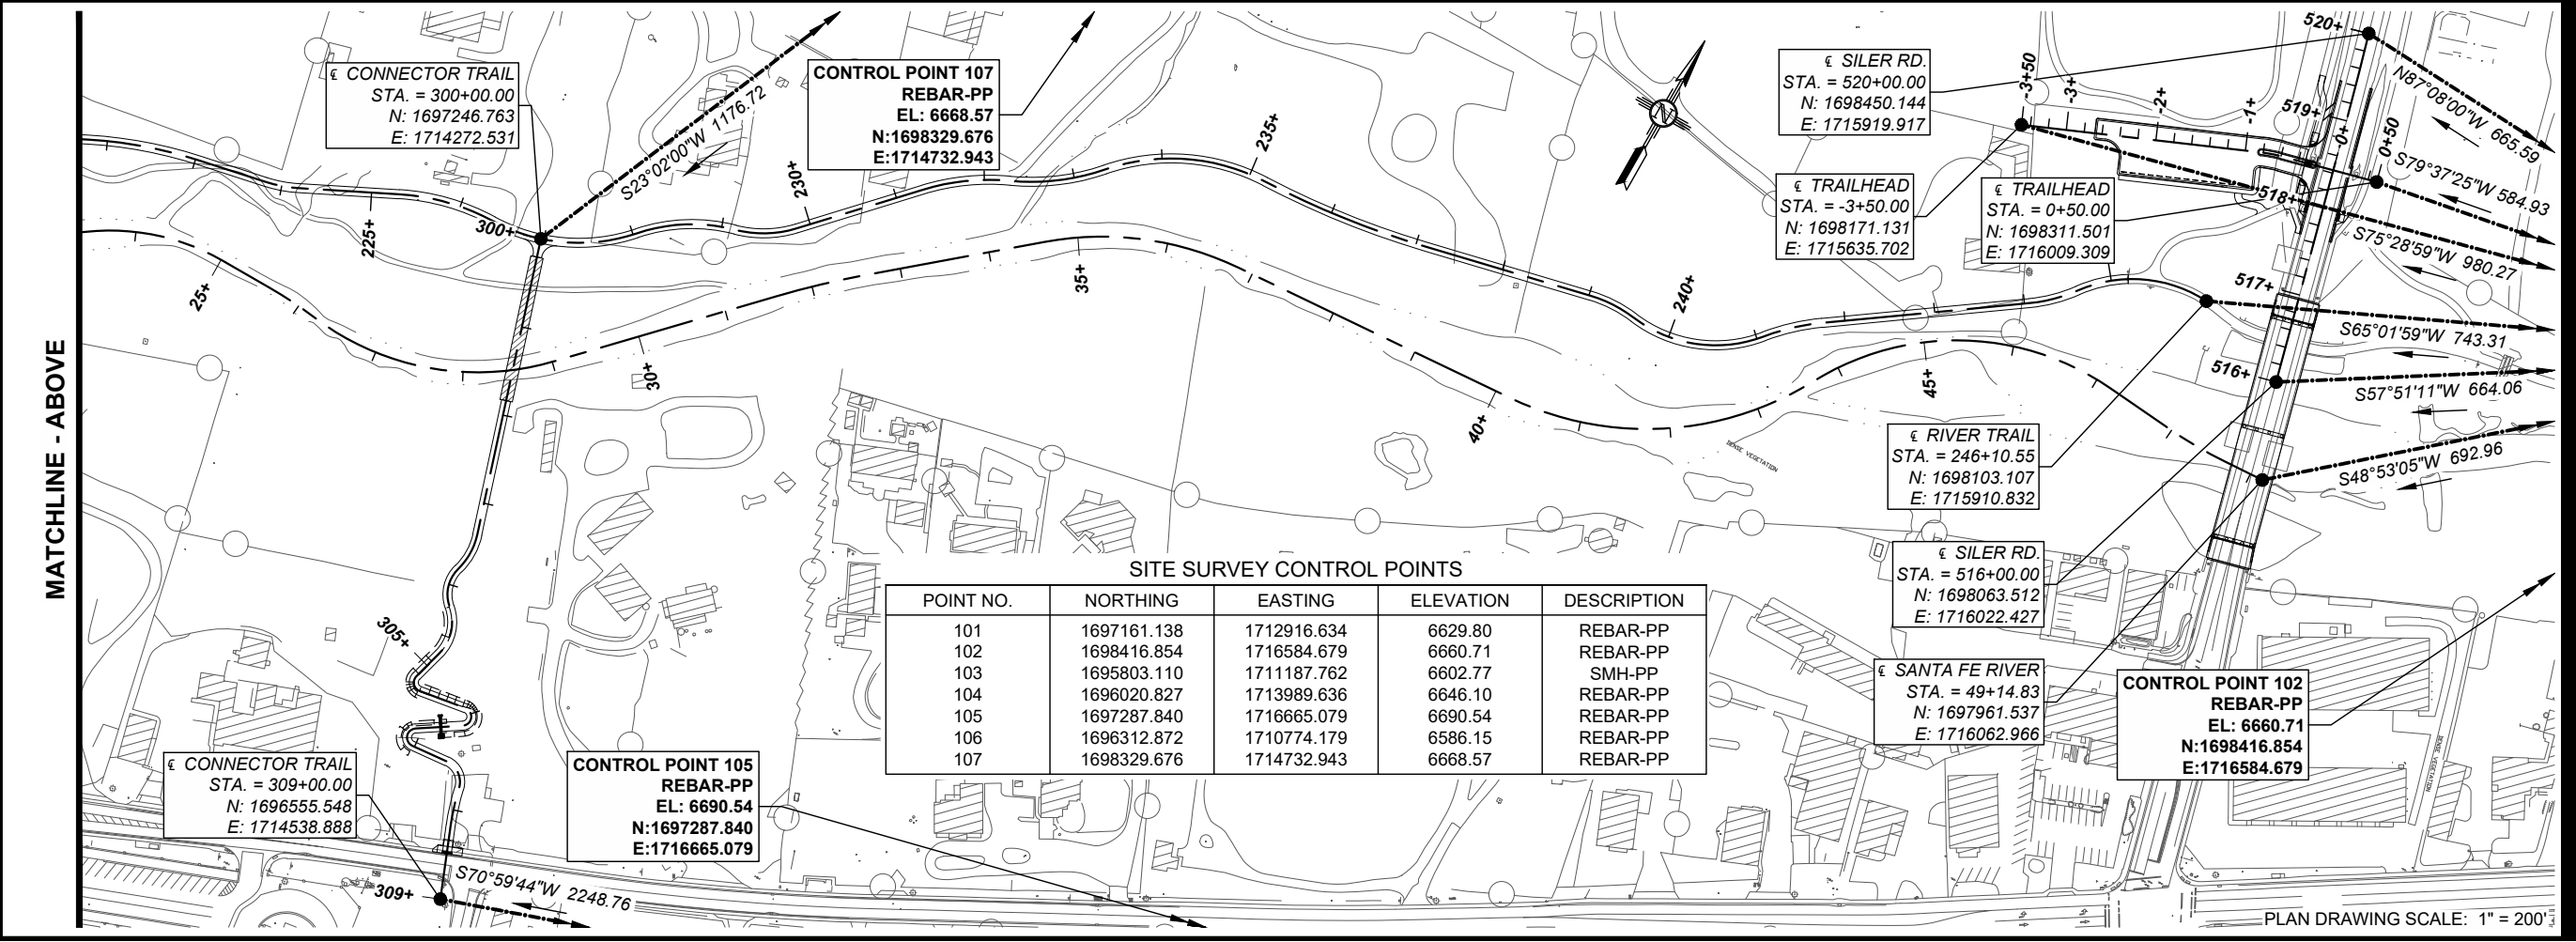 MATCHLINE - ABOVE
℄ CONNECTOR TRAIL
STA. = 300+00.00
N: 1697246.763
E: 1714272.531
S23°02'00"W 1176.72
CONTROL POINT 107
REBAR-PP
EL: 6668.57
N:1698329.676
E:1714732.943
N
℄ SILER RD.
STA. = 520+00.00
N: 1698450.144
E: 1715919.917
℄ TRAILHEAD
STA. = -3+50.00
N: 1698171.131
E: 1715635.702
℄ TRAILHEAD
STA. = 0+50.00
N: 1698311.501
E: 1716009.309
-3+50
-3+
-2+
-1+
0+
0+50
520+
519+
518+
517+
516+
N87°08'00"W 665.59
S79°37'25"W 584.93
S75°28'59"W 980.27
S65°01'59"W 743.31
S57°51'11"W 664.06
S48°53'05"W 692.96
225+
300+
230+
235+
240+
25+
30+
35+
40+
45+
DENSE VEGETATION
℄ RIVER TRAIL
STA. = 246+10.55
N: 1698103.107
E: 1715910.832
℄ SILER RD.
STA. = 516+00.00
N: 1698063.512
E: 1716022.427
℄ SANTA FE RIVER
STA. = 49+14.83
N: 1697961.537
E: 1716062.966
CONTROL POINT 102
REBAR-PP
EL: 6660.71
N:1698416.854
E:1716584.679
DENSE VEGETATION
SITE SURVEY CONTROL POINTS
POINT NO. NORTHING EASTING ELEVATION DESCRIPTION
101 1697161.138 1712916.634 6629.80 REBAR-PP
102 1698416.854 1716584.679 6660.71 REBAR-PP
103 1695803.110 1711187.762 6602.77 SMH-PP
104 1696020.827 1713989.636 6646.10 REBAR-PP
105 1697287.840 1716665.079 6690.54 REBAR-PP
106 1696312.872 1710774.179 6586.15 REBAR-PP
107 1698329.676 1714732.943 6668.57 REBAR-PP
305+
℄ CONNECTOR TRAIL
STA. = 309+00.00
N: 1696555.548
E: 1714538.888
309+
S70°59'44"W 2248.76
CONTROL POINT 105
REBAR-PP
EL: 6690.54
N:1697287.840
E:1716665.079
PLAN DRAWING SCALE: 1" = 200'